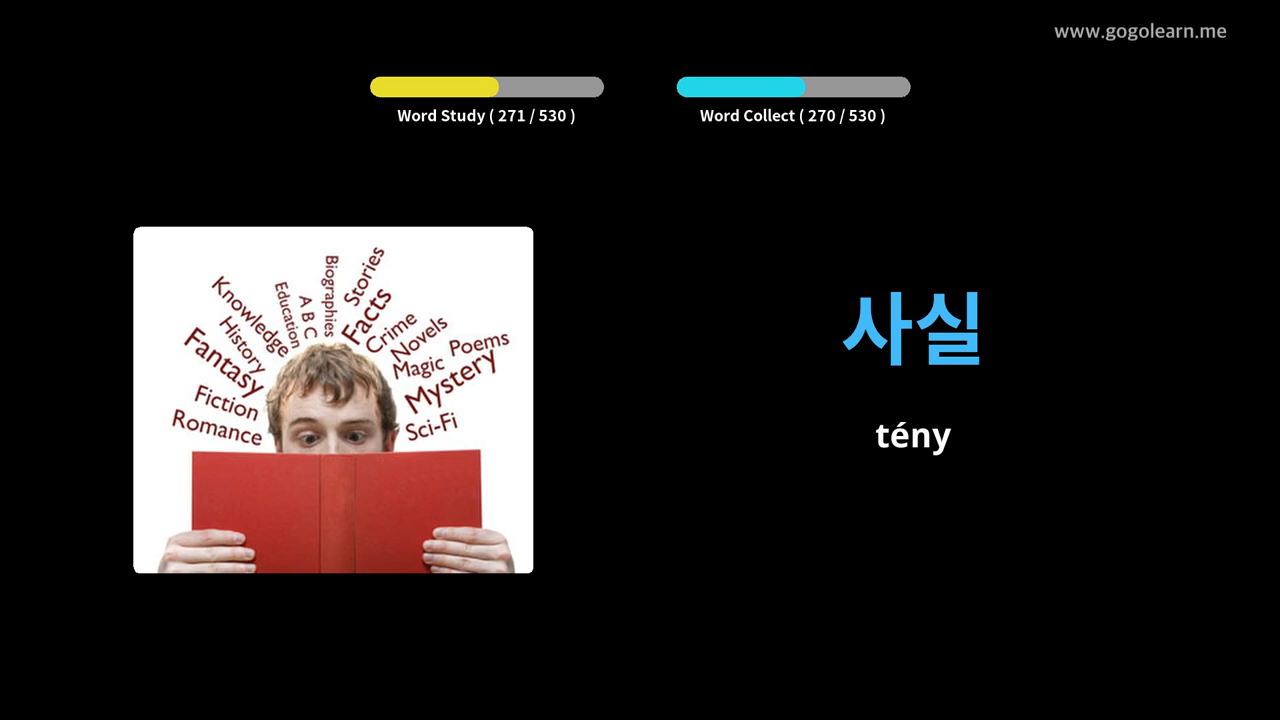 www.gogolearn.me
Word Study ( 271 / 530 )
Word Collect ( 270 / 530 )
Knowledge
History
Fantasy
Fiction
Romance
Education
A B C
Biographies
Stories
Facts
Crime
Novels
Magic
Poems
Mystery
Sci-Fi
사실
tény